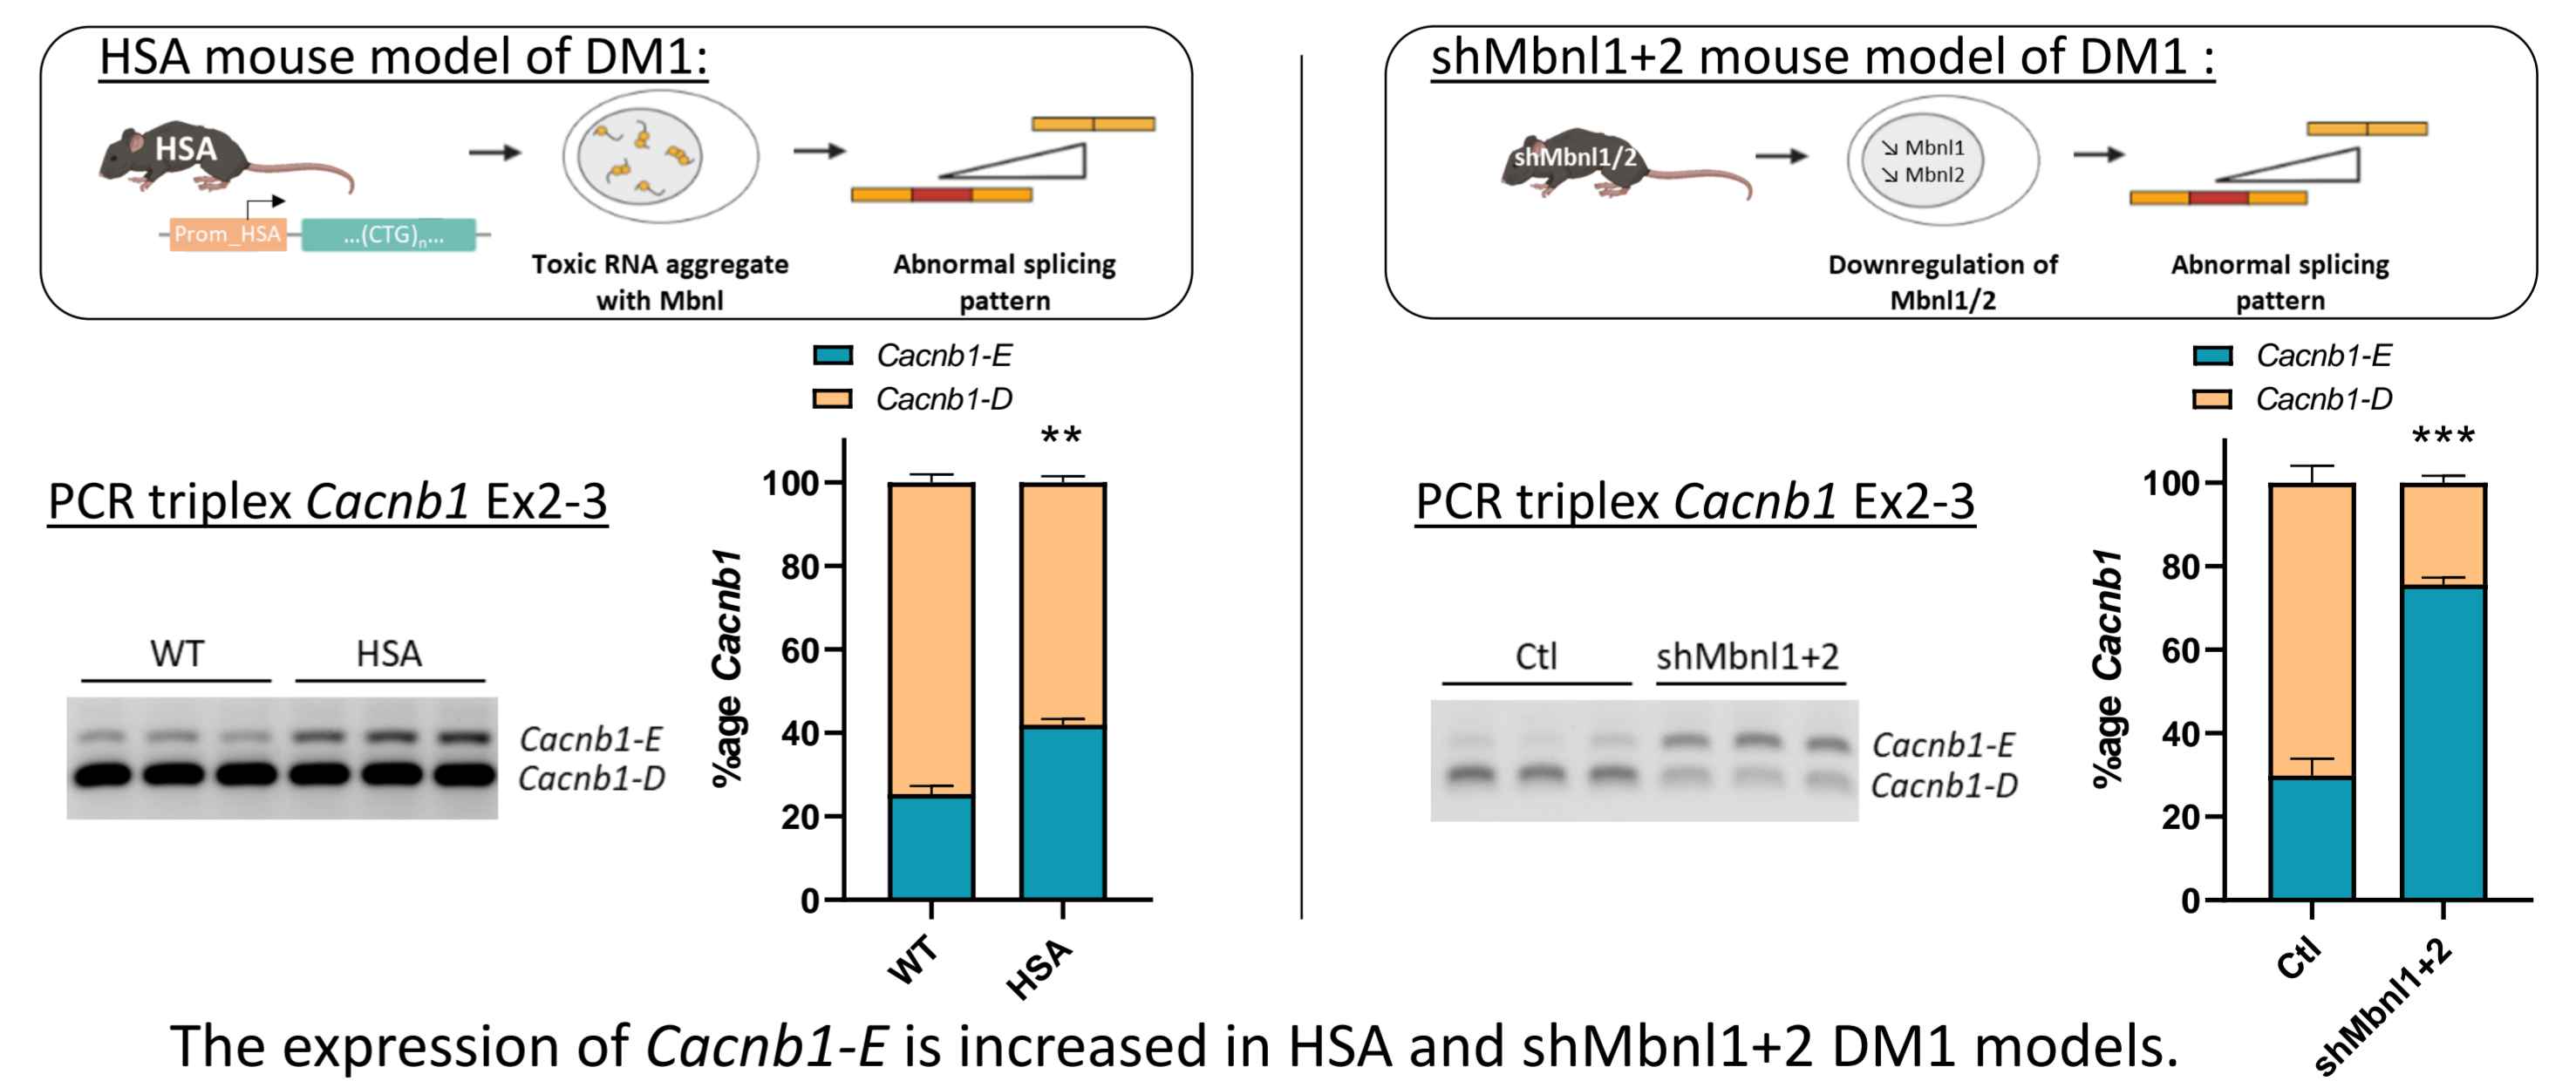 HSA mouse model of DM1:
HSA
Prom_HSA
...(CTG)n...
Toxic RNA aggregate
with Mbnl
Abnormal splicing
pattern
Cacnb1-E
Cacnb1-D
PCR triplex Cacnb1 Ex2-3
WT
HSA
Cacnb1-E
Cacnb1-D
%age Cacnb1
**
100
80
60
40
20
0
WT
HSA
shMbnl1+2 mouse model of DM1 :
shMbnl1/2
↘ Mbnl1
↘ Mbnl2
Downregulation of
Mbnl1/2
Abnormal splicing
pattern
Cacnb1-E
Cacnb1-D
PCR triplex Cacnb1 Ex2-3
Ctl
shMbnl1+2
Cacnb1-E
Cacnb1-D
%age Cacnb1
***
100
80
60
40
20
0
Ctl
shMbnl1+2
The expression of Cacnb1-E is increased in HSA and shMbnl1+2 DM1 models.